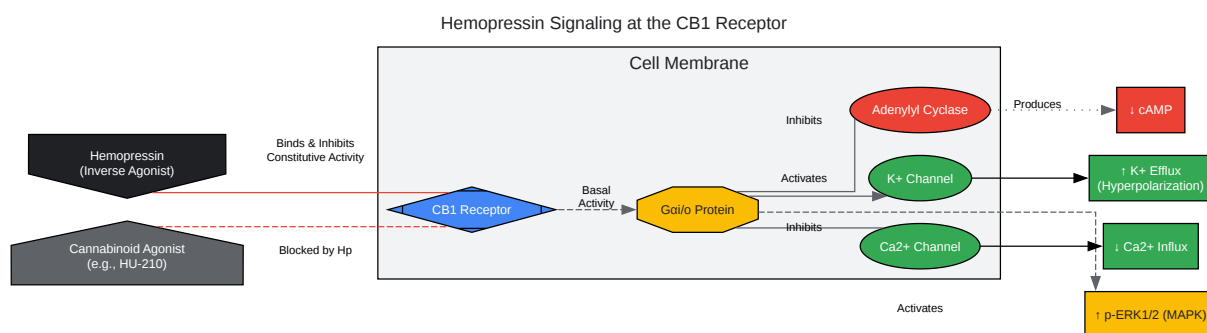 Hemopressin Signaling at the CB1 Receptor
Cell Membrane
Adenylyl Cyclase
Produces
↓ cAMP
Inhibits
Hemopressin
(Inverse Agonist)
Binds & Inhibits
Constitutive Activity
Activates
K+ Channel
↑ K+ Efflux
(Hyperpolarization)
CB1 Receptor
Basal
Activity
Gαi/o Protein
Inhibits
Cannabinoid Agonist
(e.g., HU-210)
Blocked by Hp
Ca2+ Channel
↓ Ca2+ Influx
Activates
↑ p-ERK1/2 (MAPK)